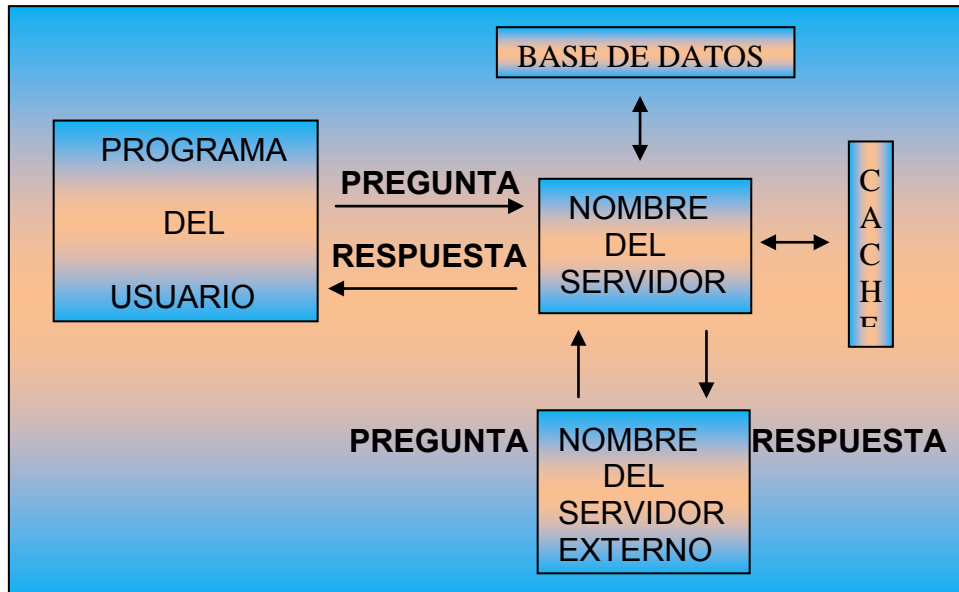 BASE DE DATOS
PROGRAMA
DEL
USUARIO
PREGUNTA
RESPUESTA
NOMBRE
DEL
SERVIDOR
C
A
C
H
E
PREGUNTA
NOMBRE
DEL
SERVIDOR
EXTERNO
RESPUESTA